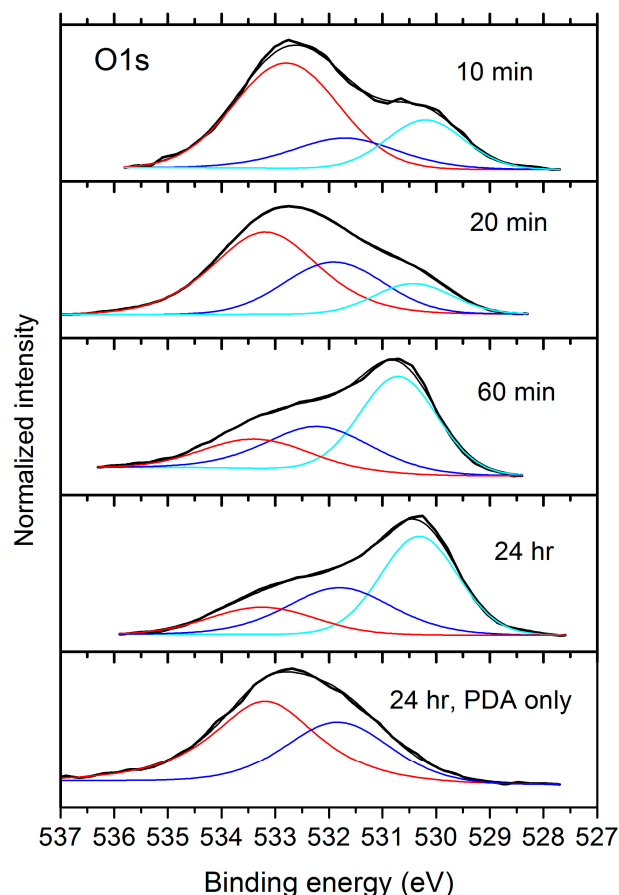 O1s
10 min
20 min
60 min
24 hr
24 hr, PDA only
Normalized intensity
537 536 535 534 533 532 531 530 529 528 527
Binding energy (eV)